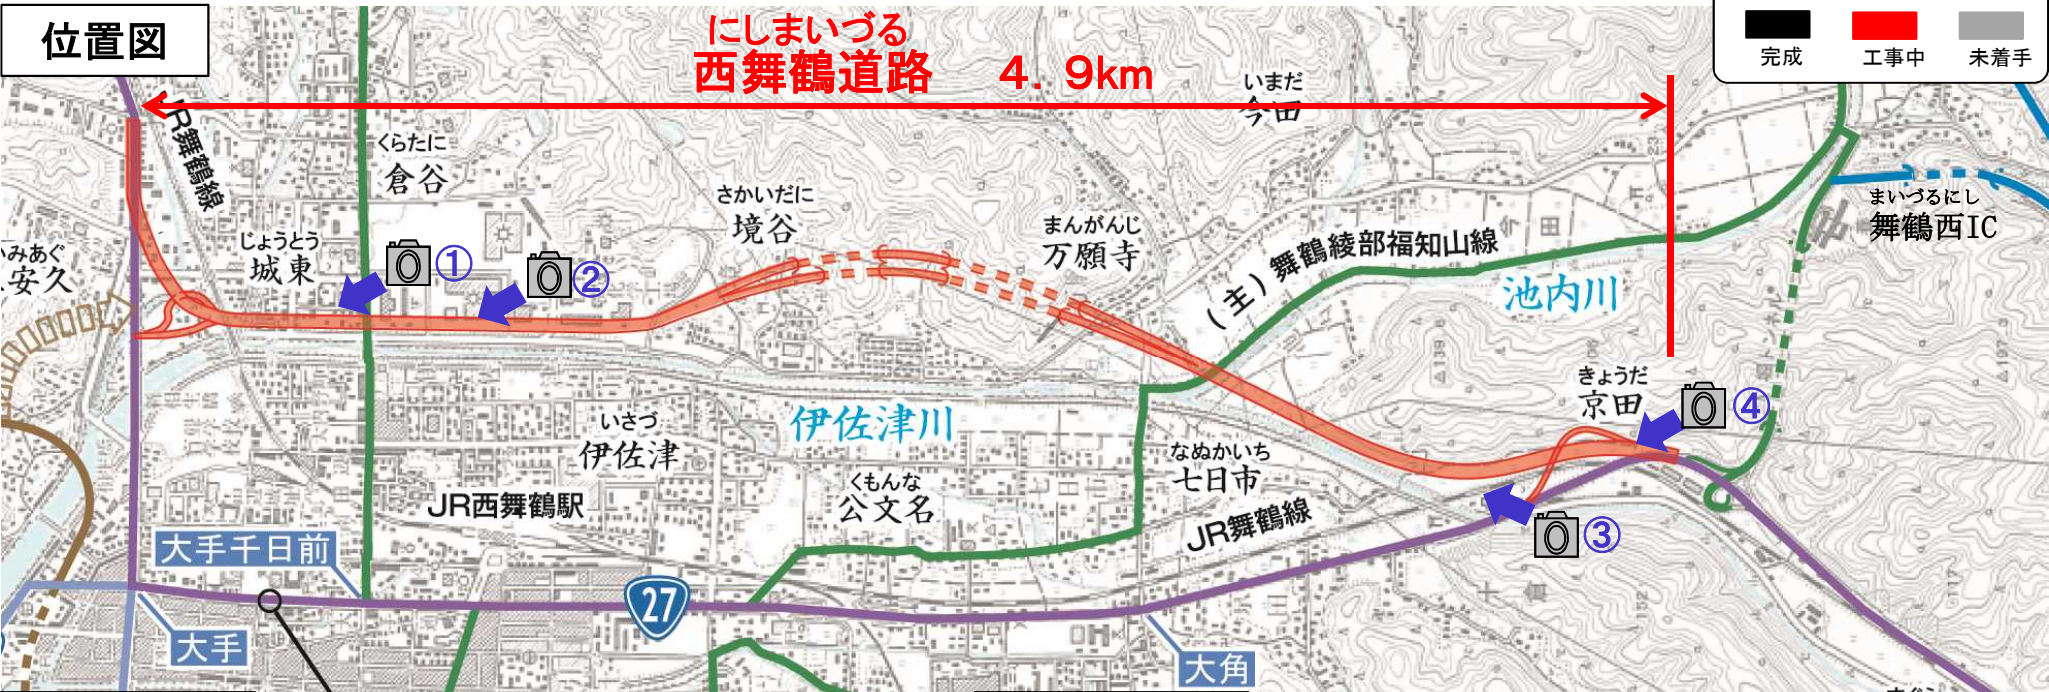 位置図
にしまいづる
西舞鶴道路 4.9km
完成
工事中
未着手
いまだ
今田
JR舞鶴線
くらたに
倉谷
さかいだに
境谷
まんがんじ
万願寺
(主)舞鶴綾部福知山線
まいづるにし
舞鶴西IC
じょうとう
城東
①
②
安久
池内川
きょうだ
京田
④
いさづ
伊佐津
伊佐津川
くもんな
公文名
なぬかいち
七日市
JR西舞鶴駅
JR舞鶴線
③
大手千日前
27
大手
大角